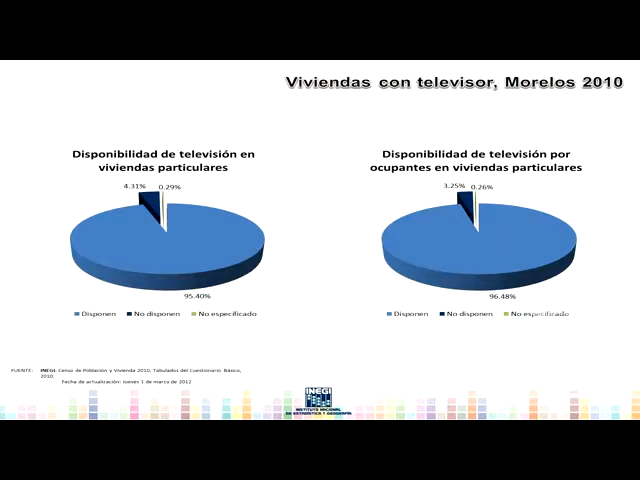 Viviendas con televisor, Morelos 2010
Disponibilidad de televisión en
viviendas particulares
4.31%
0.29%
95.40%
Disponen
No disponen
No especificado
Disponibilidad de televisión por
ocupantes en viviendas particulares
3.25%
0.26%
96.48%
Disponen
No disponen
No especificado
FUENTE: INEGI. Censo de Población y Vivienda 2010, Tabulados del Cuestionario Básico,
2010.
Fecha de actualización: Jueves 1 de marzo de 2012
INEGI
INSTITUTO NACIONAL
DE ESTADÍSTICA Y GEOGRAFÍA